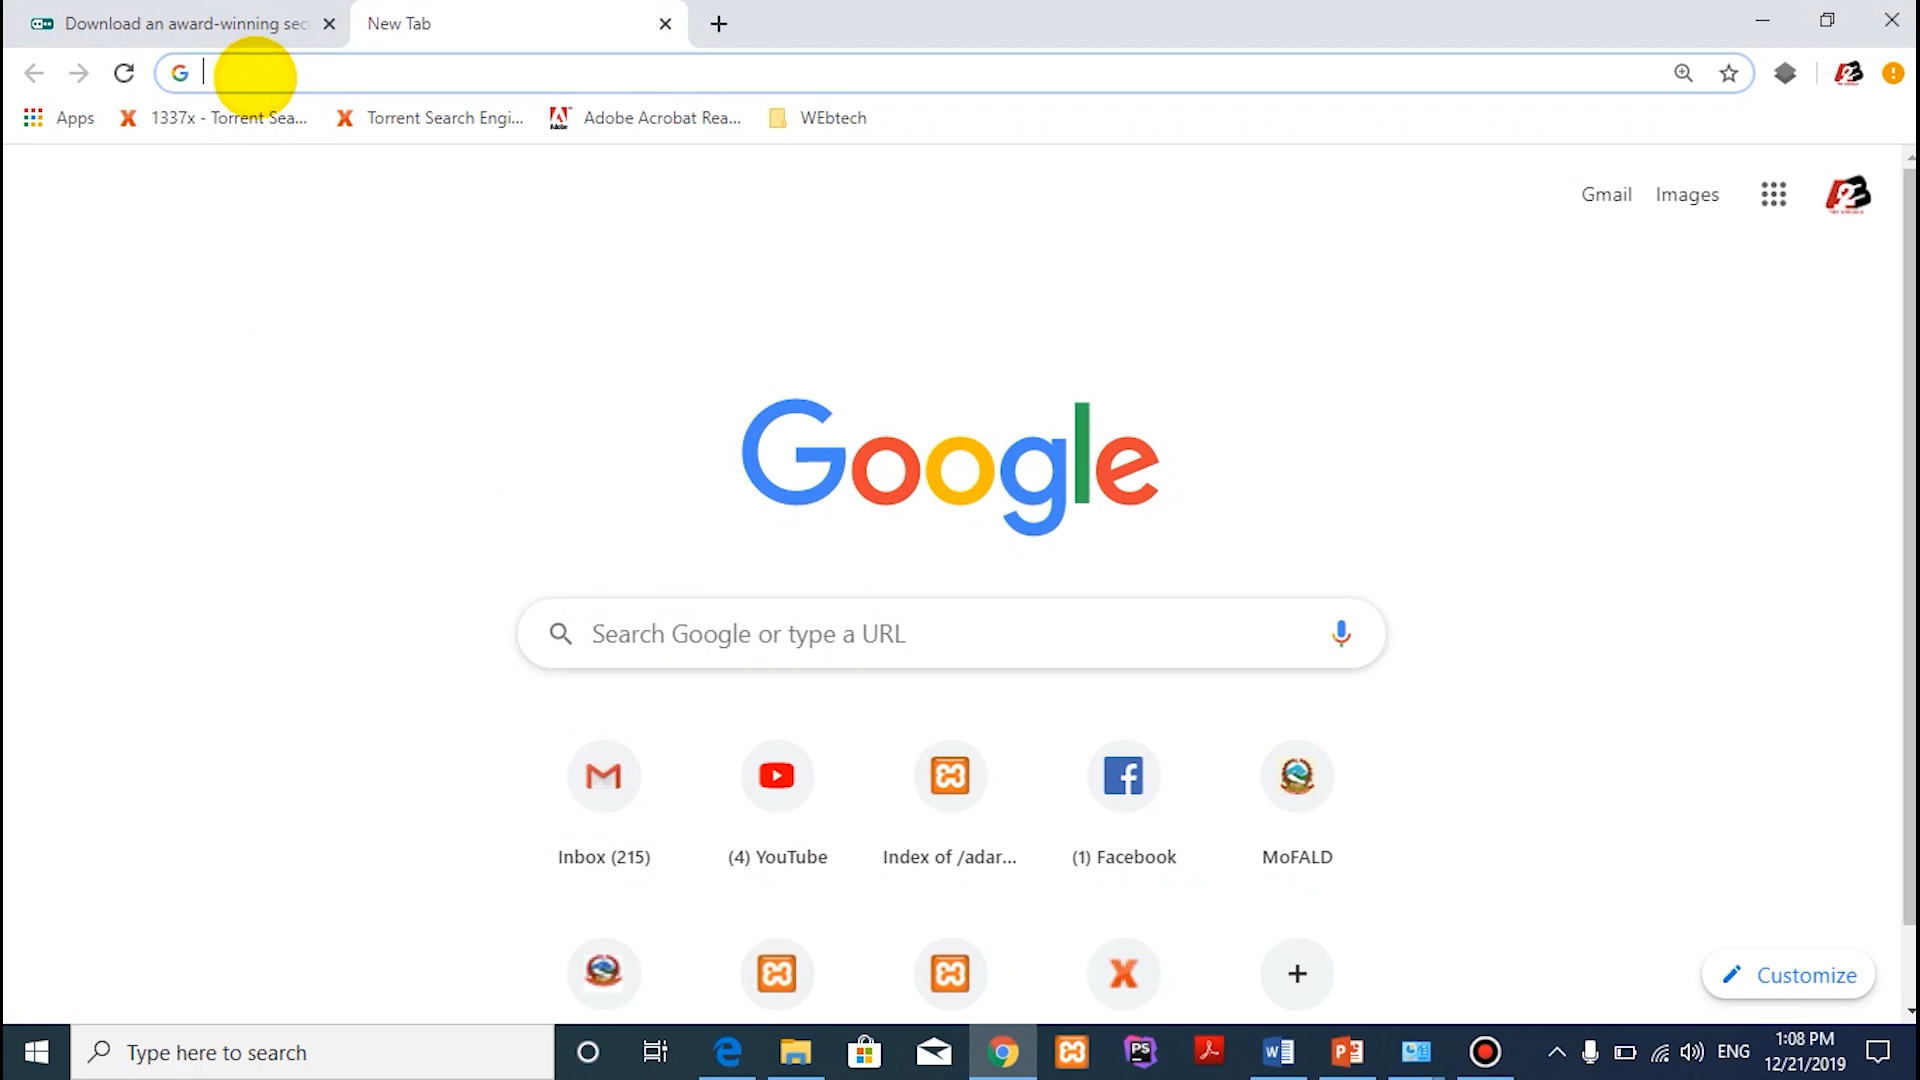 Download an award-winning sec
New Tab
Apps
1337x - Torrent Sea...
Torrent Search Engi...
Adobe Acrobat Rea...
WEbtech
Gmail
Images
Google
Search Google or type a URL
Inbox (215)
(4) YouTube
Index of /adar...
(1) Facebook
MoFALD
Customize
Type here to search
ENG
1:08 PM
12/21/2019